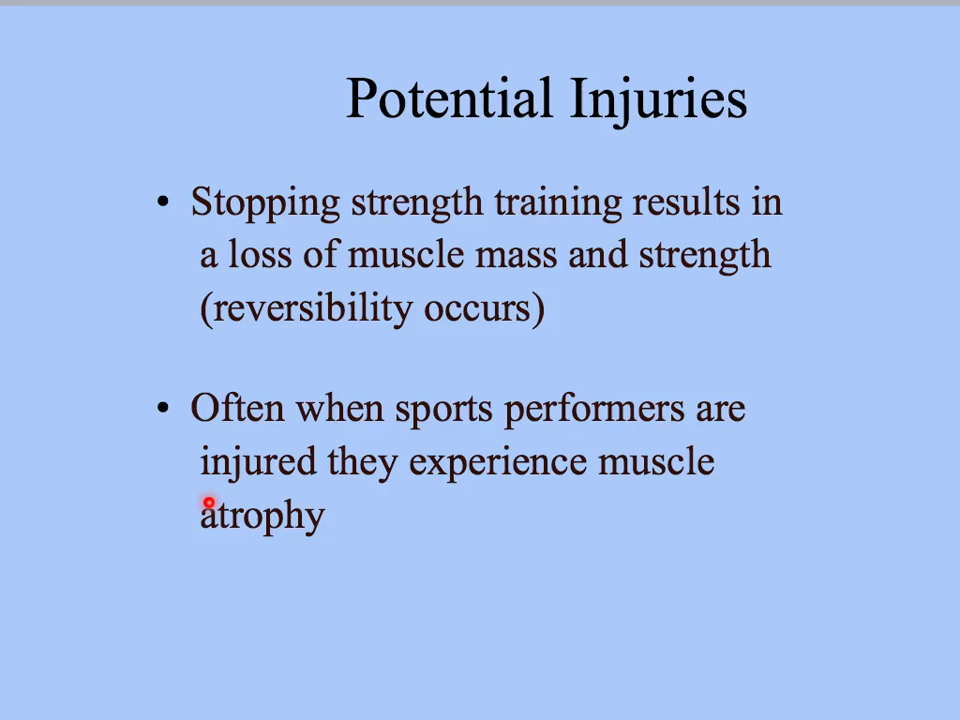 Potential Injuries
• Stopping strength training results in
a loss of muscle mass and strength
(reversibility occurs)
• Often when sports performers are
injured they experience muscle
atrophy